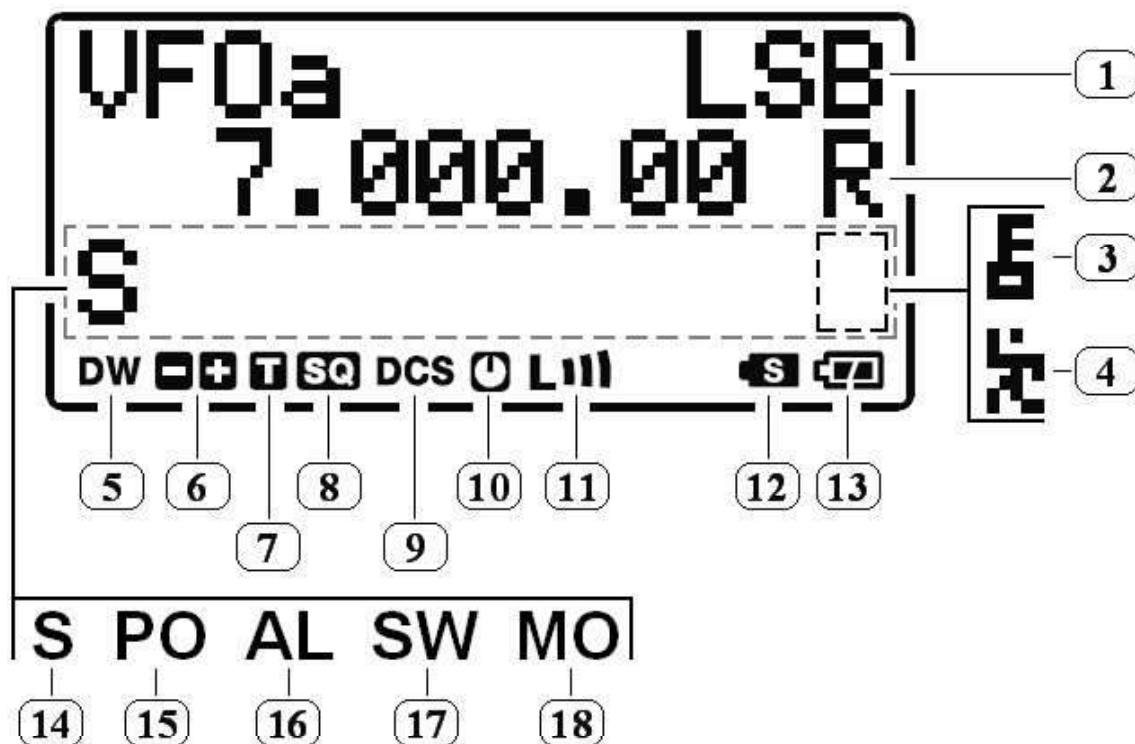 VFOa LSB
1
7.000.00 R
2
3
S
4
DW - + T SQ DCS L S
5 6 8 10 11 12 13
7 9
S PO AL SW MO
14 15 16 17 18